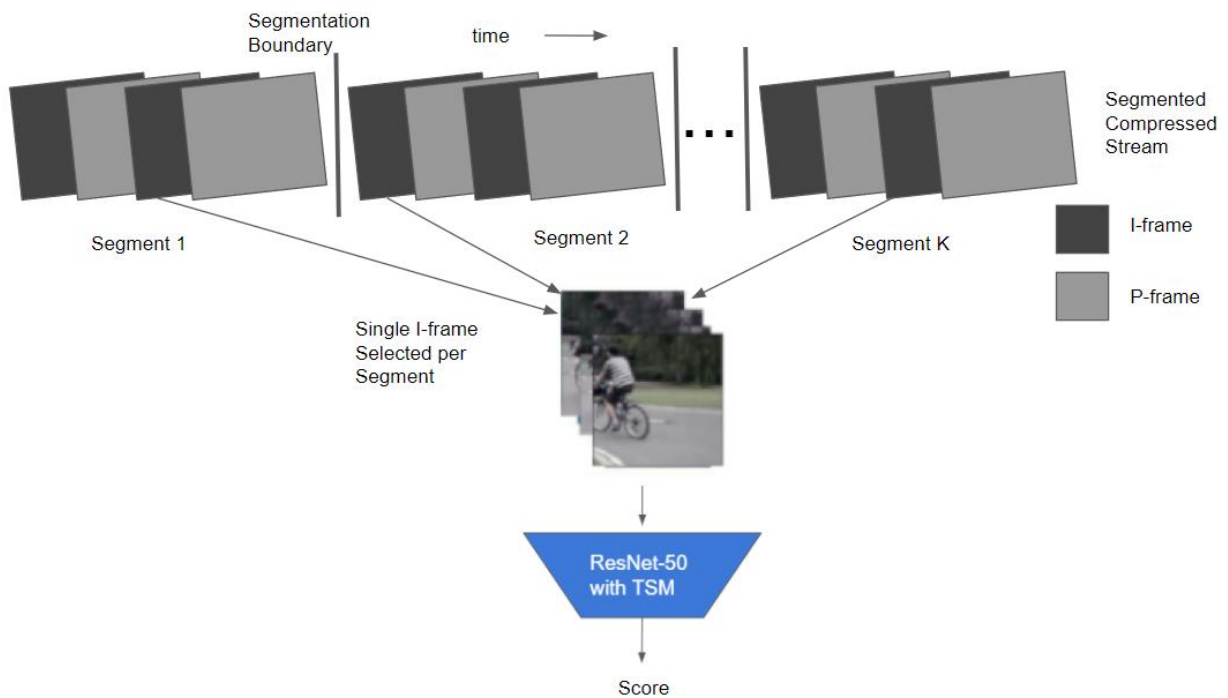 Segmentation
Boundary
time
Segmented
Compressed
Stream
Segment 1
Segment 2
Segment K
I-frame
P-frame
Single I-frame
Selected per
Segment
ResNet-50
with TSM
Score